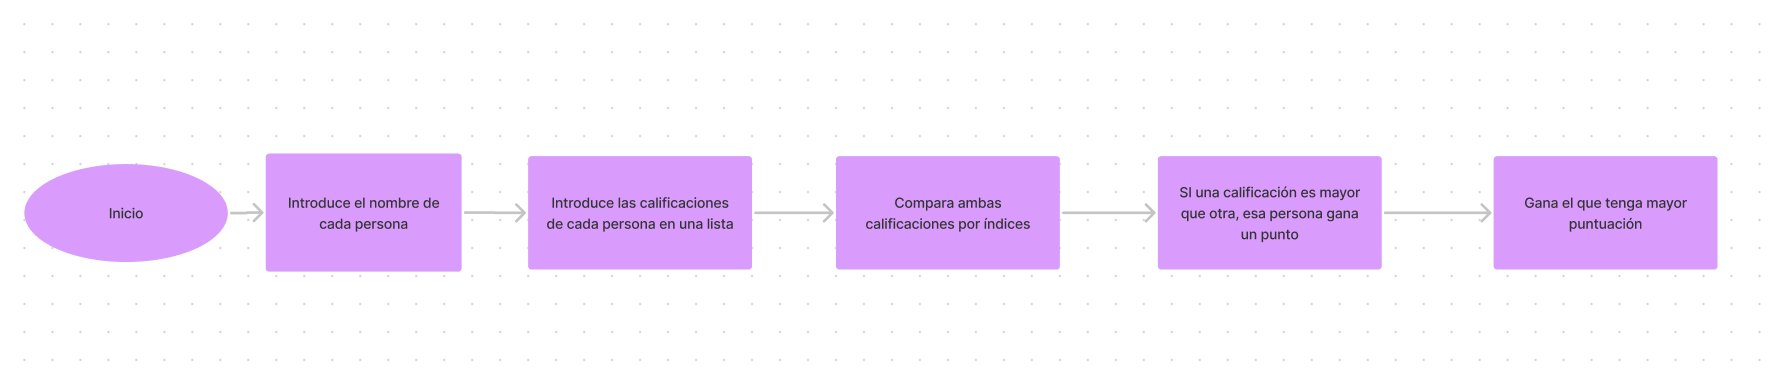 Inicio
Introduce el nombre de
cada persona
Introduce las calificaciones
de cada persona en una lista
Compara ambas
calificaciones por índices
SI una calificación es mayor
que otra, esa persona gana
un punto
Gana el que tenga mayor
puntuación